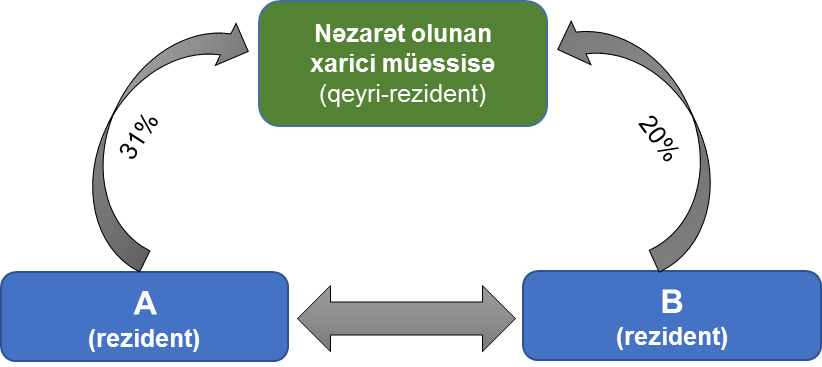 Nəzarət olunan
xarici müəssisə
(qeyri-rezident)
31%
20%
A
(rezident)
B
(rezident)